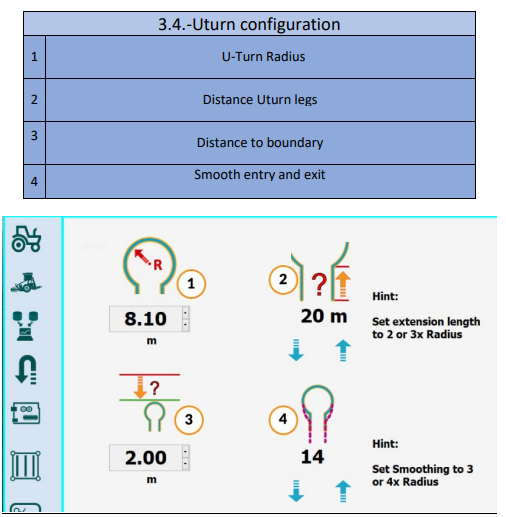 3.4.-Uturn configuration
1 U-Turn Radius
2 Distance Uturn legs
3 Distance to boundary
4 Smooth entry and exit
R
1
8.10
m
2
?
20 m
Hint:
Set extension length
to 2 or 3x Radius
?
3
2.00
m
4
14
Hint:
Set Smoothing to 3
or 4x Radius